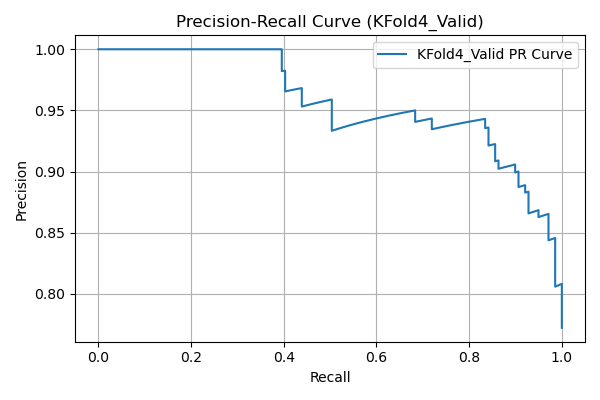 Precision-Recall Curve (KFold4_Valid)
KFold4_Valid PR Curve
1.00
0.95
0.90
0.85
0.80
Precision
0.0 0.2 0.4 0.6 0.8 1.0
Recall